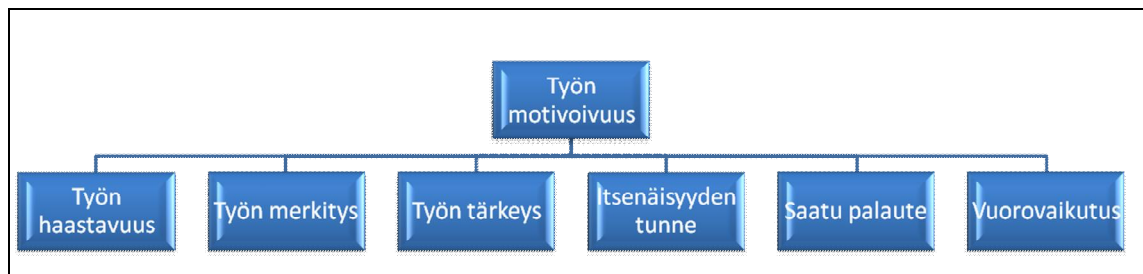 Työn
motivoivuus
Työn
haastavuus
Työn merkitys
Työn tärkeys
Itsenäisyyden
tunne
Saatu palaute
Vuorovaikutus